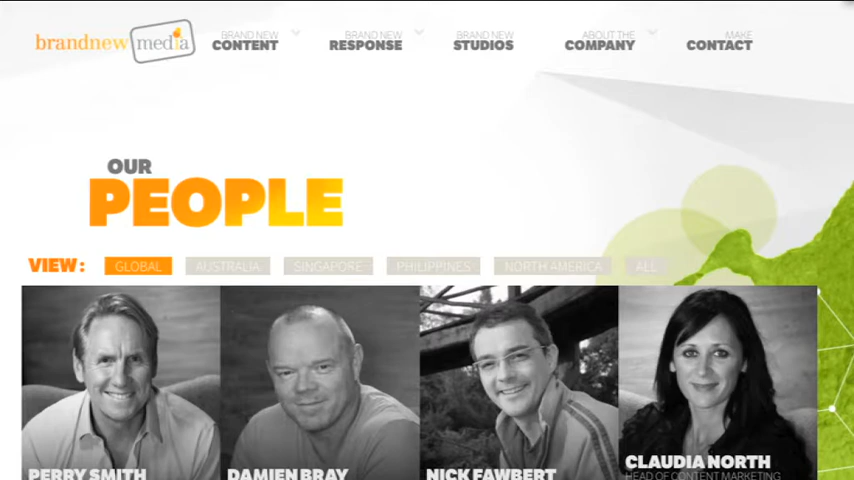 brandnew media
BRAND NEW
CONTENT
BRAND NEW
RESPONSE
BRAND NEW
STUDIOS
ABOUT THE
COMPANY
MAKE
CONTACT
OUR
PEOPLE
VIEW: GLOBAL AUSTRALIA SINGAPORE PHILIPPINES NORTH AMERICA ALL
PERRY SMITH
DAMIEN BRAY
NICK FAWBERT
CLAUDIA NORTH
HEAD OF CONTENT MARKETING